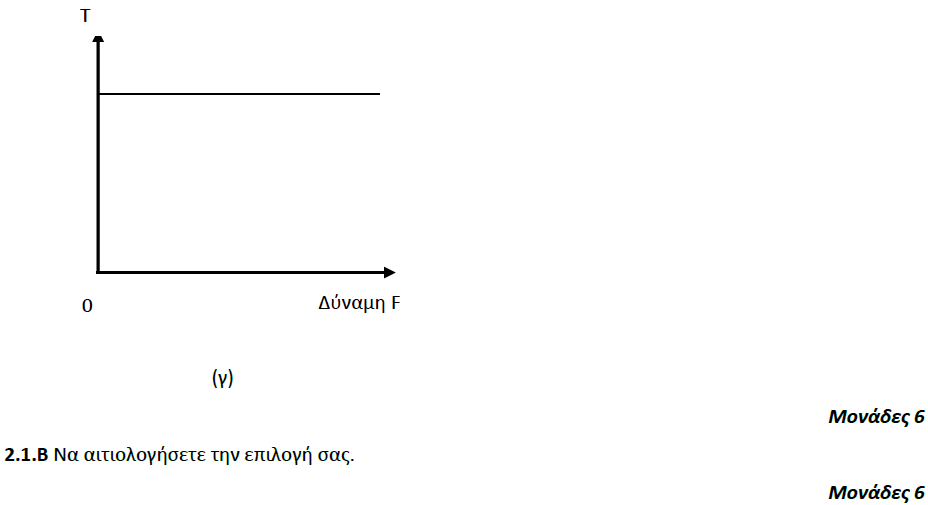 T
0
Δύναμη F
(γ)
Μονάδες 6
2.1.B Να αιτιολογήσετε την επιλογή σας.
Μονάδες 6